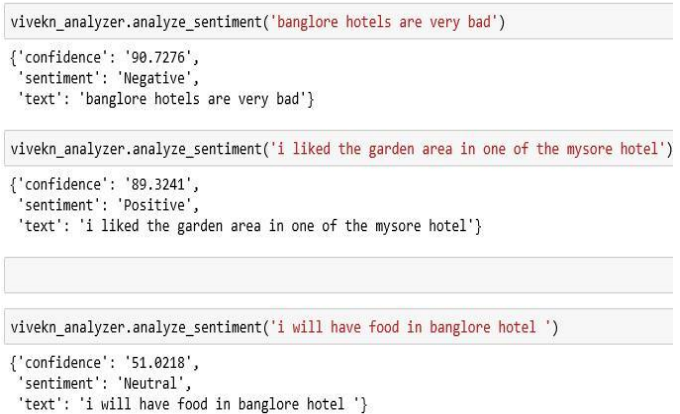 vivekn_analyzer.analyze_sentiment('banglore hotels are very bad')
{'confidence': '90.7276',
'sentiment': 'Negative',
'text': 'banglore hotels are very bad'}
vivekn_analyzer.analyze_sentiment('i liked the garden area in one of the mysore hotel')
{'confidence': '89.3241',
'sentiment': 'Positive',
'text': 'i liked the garden area in one of the mysore hotel'}
vivekn_analyzer.analyze_sentiment('i will have food in banglore hotel ')
{'confidence': '51.0218',
'sentiment': 'Neutral',
'text': 'i will have food in banglore hotel '}